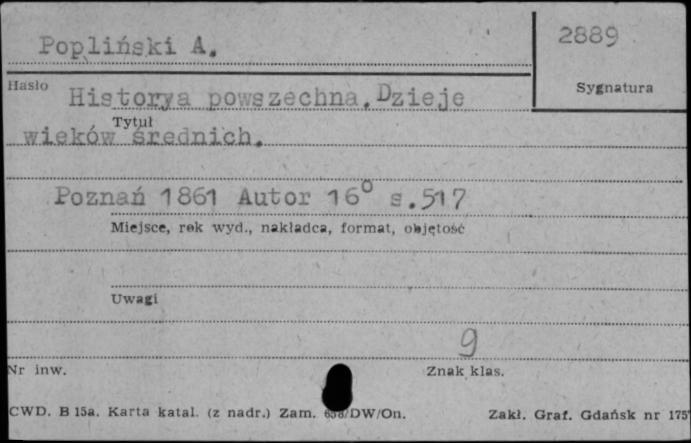 Popliński A.
2889
Hasło
Sygnatura
Historya powszechna. Dzieje
Tytuł
wieków średnich.
Poznań 1861 Autor 16° s.517
Miejsce, rok wyd., nakładca, format, objętość
Uwagi
9
Nr inw.
Znak klas.
CWD. B 15a. Karta katal. (z nadr.) Zam. /DW/On.
Zakł. Graf. Gdańsk nr 175